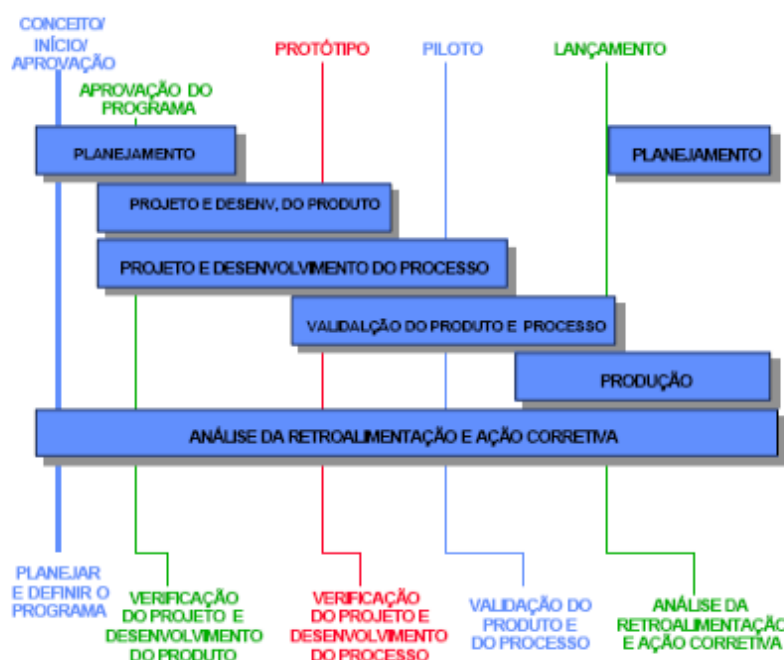 CONCEITO/
INÍCIO/
APROVAÇÃO
PROTÓTIPO
PILOTO
LANÇAMENTO
APROVAÇÃO DO
PROGRAMA
PLANEJAMENTO
PLANEJAMENTO
PROJETO E DESENV, DO PRODUTO
PROJETO E DESENVOLVIMENTO DO PROCESSO
VALIDALÇÃO DO PRODUTO E PROCESSO
PRODUÇÃO
ANÁLISE DA RETROALIMENTAÇÃO E AÇÃO CORRETIVA
PLANEJAR
E DEFINIR O
PROGRAMA
VERIFICAÇÃO
DO PROJETO E
DESENVOLVIMENTO
DO PRODUTO
VERIFICAÇÃO
DO PROJETO E
DESENVOLVIMENTO
DO PROCESSO
VALIDAÇÃO DO
PRODUTO E
DO PROCESSO
ANÁLISE DA
RETROALIMENTAÇÃO
E AÇÃO CORRETIVA